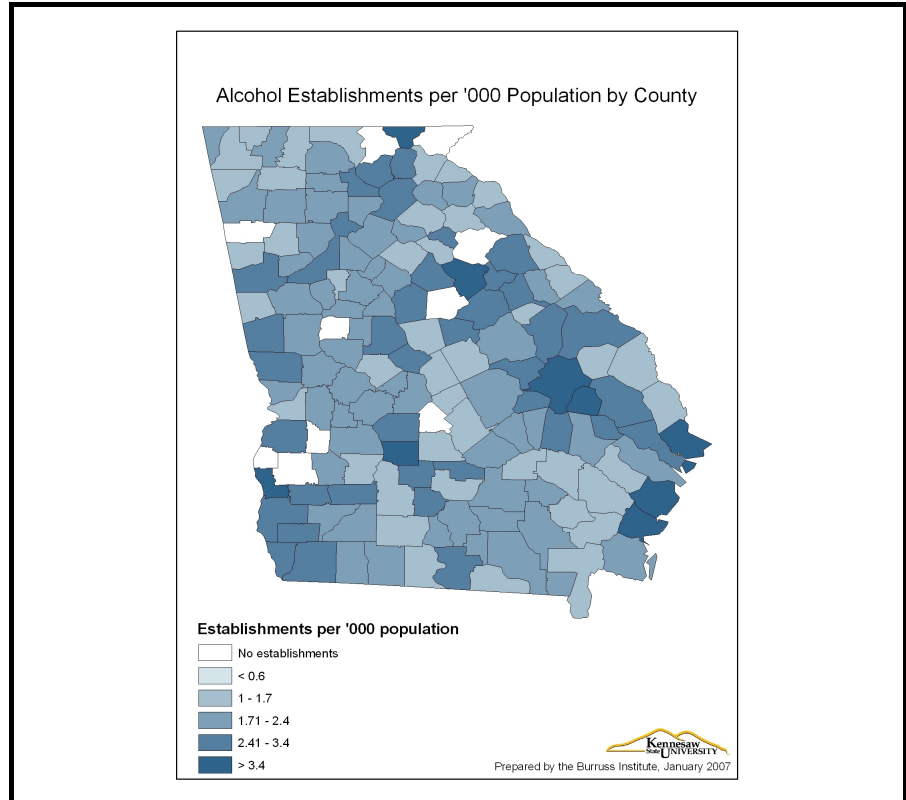 Alcohol Establishments per '000 Population by County
Establishments per '000 population
No establishments
< 0.6
1 - 1.7
1.71 - 2.4
2.41 - 3.4
> 3.4
Kennesaw
State UNIVERSITY
Prepared by the Burruss Institute, January 2007